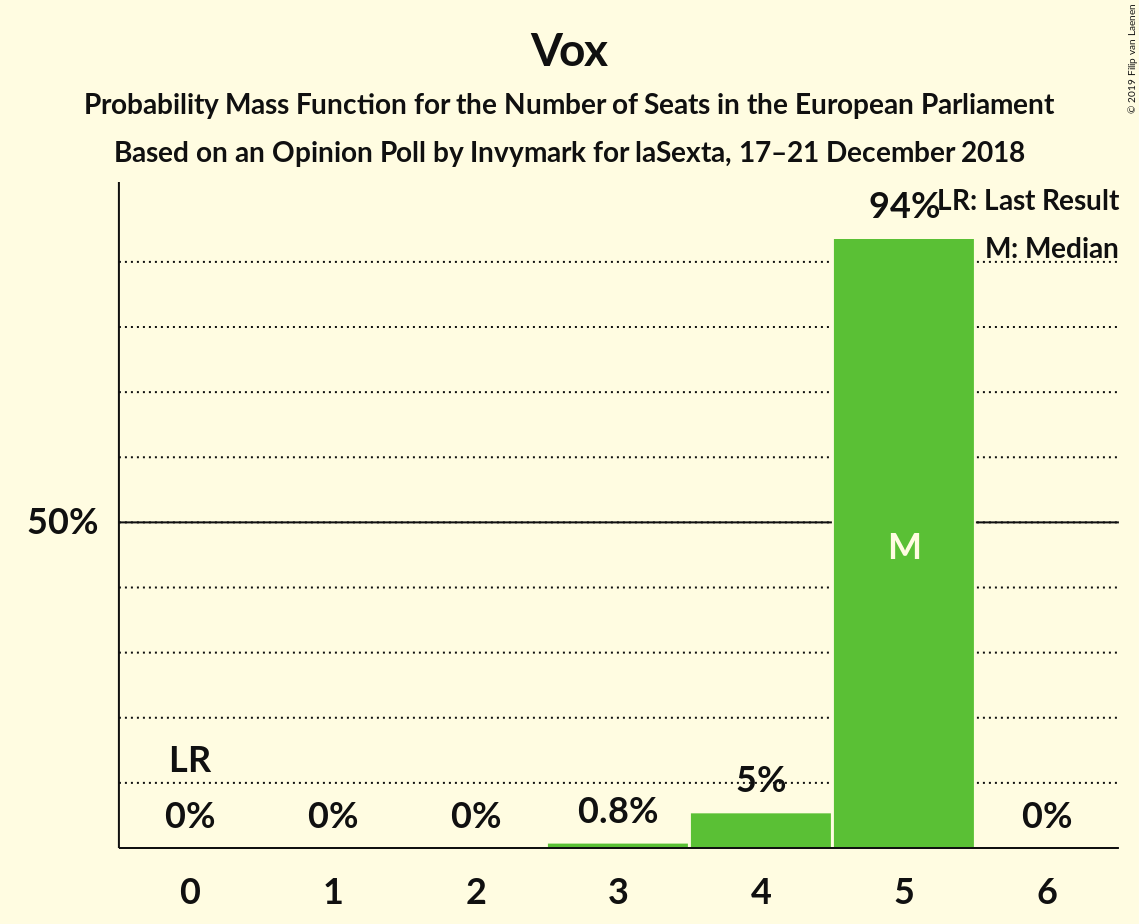 Vox
Probability Mass Function for the Number of Seats in the European Parliament
Based on an Opinion Poll by Invymark for laSexta, 17–21 December 2018
© 2019 Filip van Laenen
94%
LR: Last Result
M: Median
50%
M
LR
0% 0% 0% 0.8% 5% 0%
0 1 2 3 4 5 6